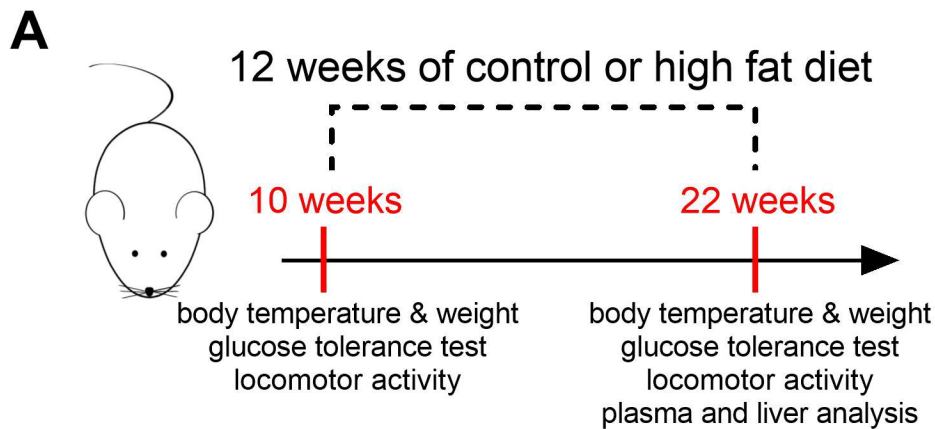 A
12 weeks of control or high fat diet
10 weeks
22 weeks
body temperature & weight
glucose tolerance test
locomotor activity
body temperature & weight
glucose tolerance test
locomotor activity
plasma and liver analysis